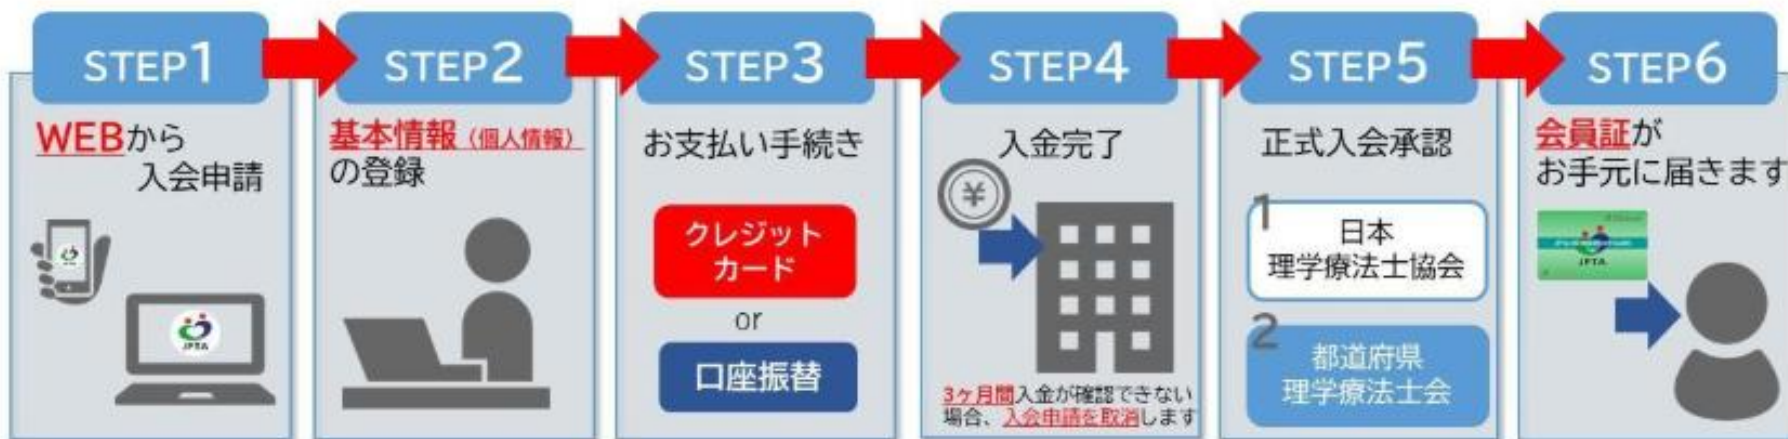 STEP1
WEBから
入会申請
JPTA
STEP2
基本情報（個人情報）
の登録
STEP3
お支払い手続き
クレジット
カード
or
口座振替
STEP4
入金完了
¥
3ヶ月間入金が確認できない
場合、入会申請を取消します
STEP5
正式入会承認
1
日本
理学療法士協会
2
都道府県
理学療法士会
STEP6
会員証が
お手元に届きます
JPTA